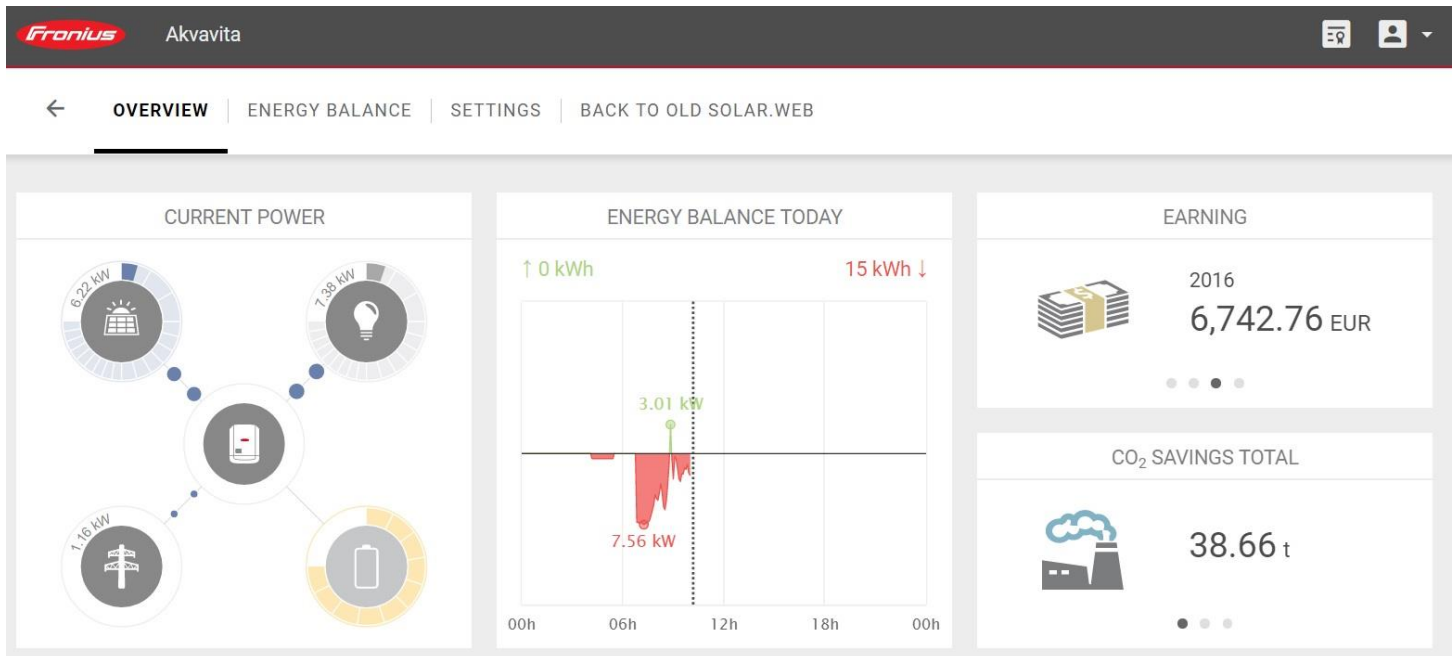 Fronius Akvavita
OVERVIEW ENERGY BALANCE SETTINGS BACK TO OLD SOLAR.WEB
CURRENT POWER
6.22 kW
7.38 kW
1.16 kW
ENERGY BALANCE TODAY
↑ 0 kWh 15 kWh ↓
3.01 kW
7.56 kW
00h 06h 12h 18h 00h
EARNING
2016
6,742.76 EUR
CO₂ SAVINGS TOTAL
38.66 t